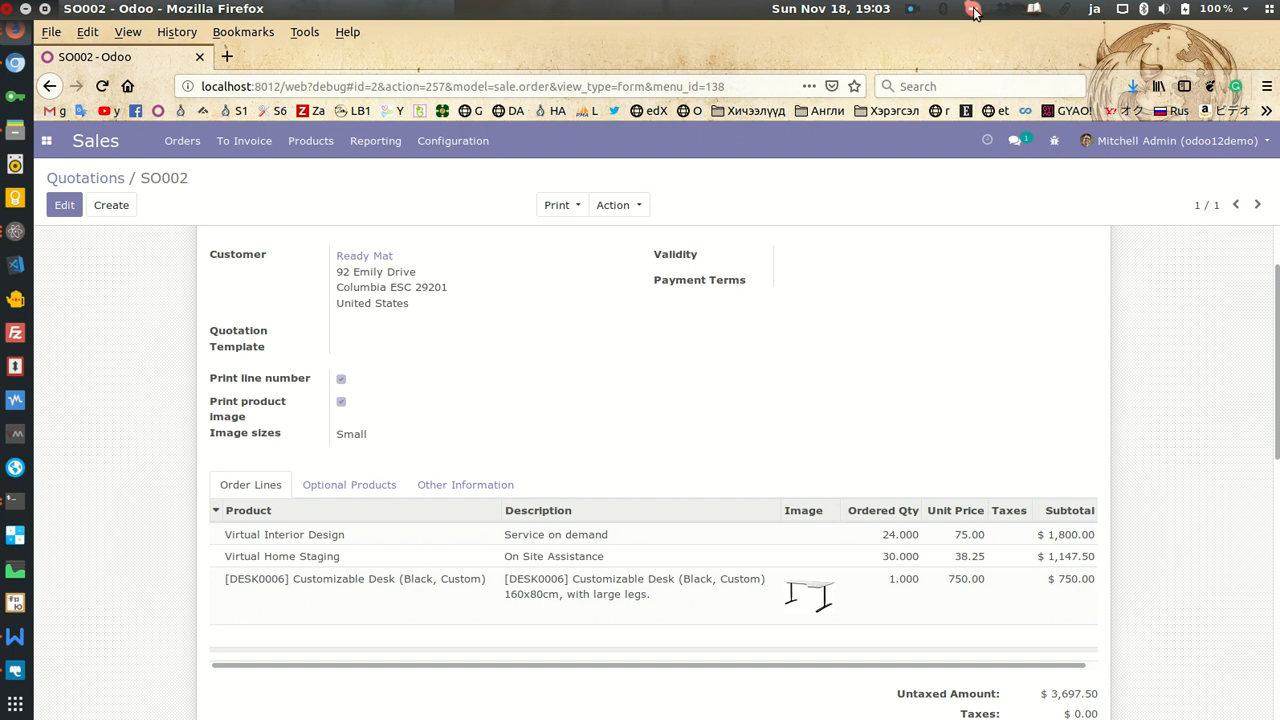 SO002 - Odoo - Mozilla Firefox
Sun Nov 18, 19:03
ja
100%
File Edit View History Bookmarks Tools Help
SO002 - Odoo
localhost:8012/web?debug#id=2&action=257&model=sale.order&view_type=form&menu_id=138
Search
g y S1 S6 Za LB1 Y G DA HA L edX O Хичээлүүд Англи Хэрэгсэл r et GYAO! オク Rus ビデオ
Sales
Orders To Invoice Products Reporting Configuration
1
Mitchell Admin (odoo12demo)
Quotations / SO002
Edit Create
Print Action
1 / 1
Customer
Ready Mat
92 Emily Drive
Columbia ESC 29201
United States
Validity
Payment Terms
Quotation
Template
Print line number
Print product
image
Image sizes
Small
Order Lines Optional Products Other Information
Product Description Image Ordered Qty Unit Price Taxes Subtotal
Virtual Interior Design Service on demand 24.000 75.00 $ 1,800.00
Virtual Home Staging On Site Assistance 30.000 38.25 $ 1,147.50
[DESK0006] Customizable Desk (Black, Custom) [DESK0006] Customizable Desk (Black, Custom) 1.000 750.00 $ 750.00
160x80cm, with large legs.
Untaxed Amount: $ 3,697.50
Taxes: $ 0.00